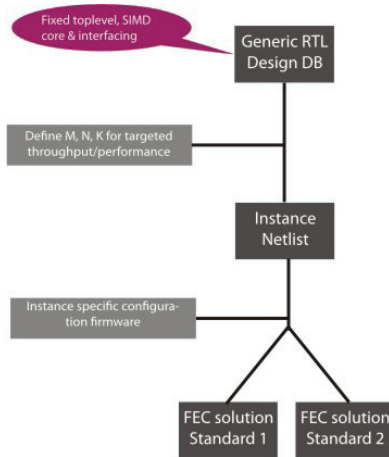 Fixed toplevel, SIMD
core & interfacing
Generic RTL
Design DB
Define M, N, K for targeted
throughput/performance
Instance
Netlist
Instance specific configura-
tion firmware
FEC solution
Standard 1
FEC solution
Standard 2